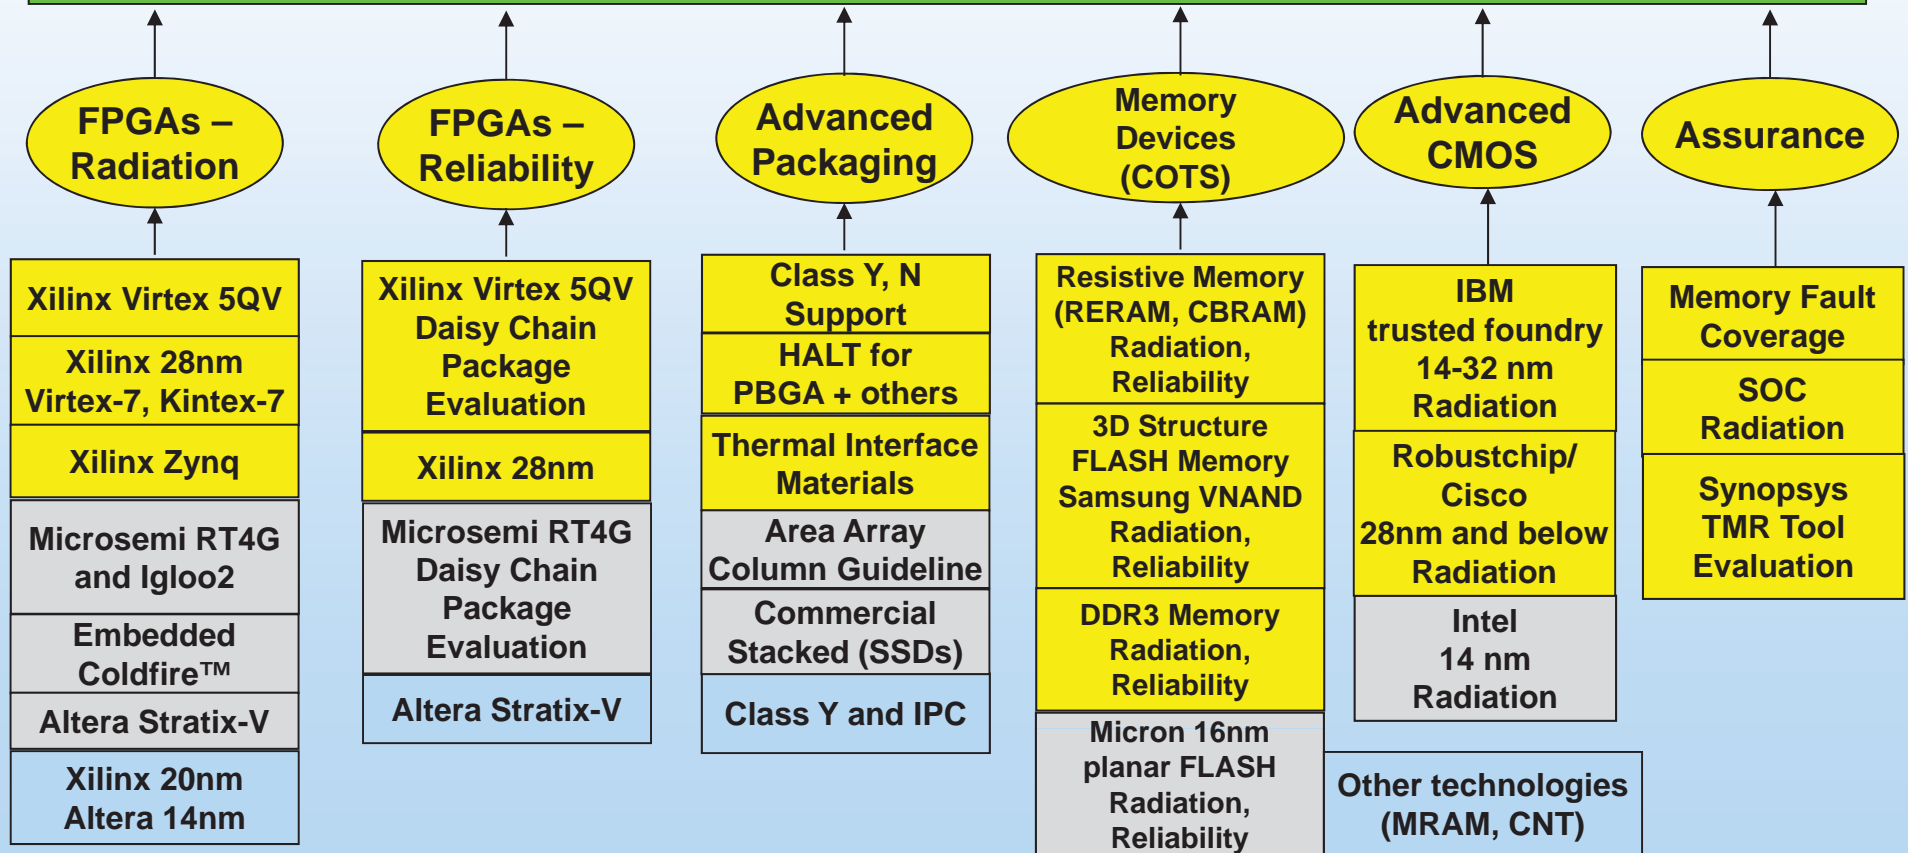 FPGAs –
Radiation
FPGAs –
Reliability
Advanced
Packaging
Memory
Devices
(COTS)
Advanced
CMOS
Assurance
Xilinx Virtex 5QV
Xilinx 28nm
Virtex-7, Kintex-7
Xilinx Zynq
Microsemi RT4G
and Igloo2
Embedded
Coldfire™
Altera Stratix-V
Xilinx 20nm
Altera 14nm
Xilinx Virtex 5QV
Daisy Chain
Package
Evaluation
Xilinx 28nm
Microsemi RT4G
Daisy Chain
Package
Evaluation
Altera Stratix-V
Class Y, N
Support
HALT for
PBGA + others
Thermal Interface
Materials
Area Array
Column Guideline
Commercial
Stacked (SSDs)
Class Y and IPC
Resistive Memory
(RERAM, CBRAM)
Radiation,
Reliability
3D Structure
FLASH Memory
Samsung VNAND
Radiation,
Reliability
DDR3 Memory
Radiation,
Reliability
Micron 16nm
planar FLASH
Radiation,
Reliability
IBM
trusted foundry
14-32 nm
Radiation
Robustchip/
Cisco
28nm and below
Radiation
Intel
14 nm
Radiation
Other technologies
(MRAM, CNT)
Memory Fault
Coverage
SOC
Radiation
Synopsys
TMR Tool
Evaluation